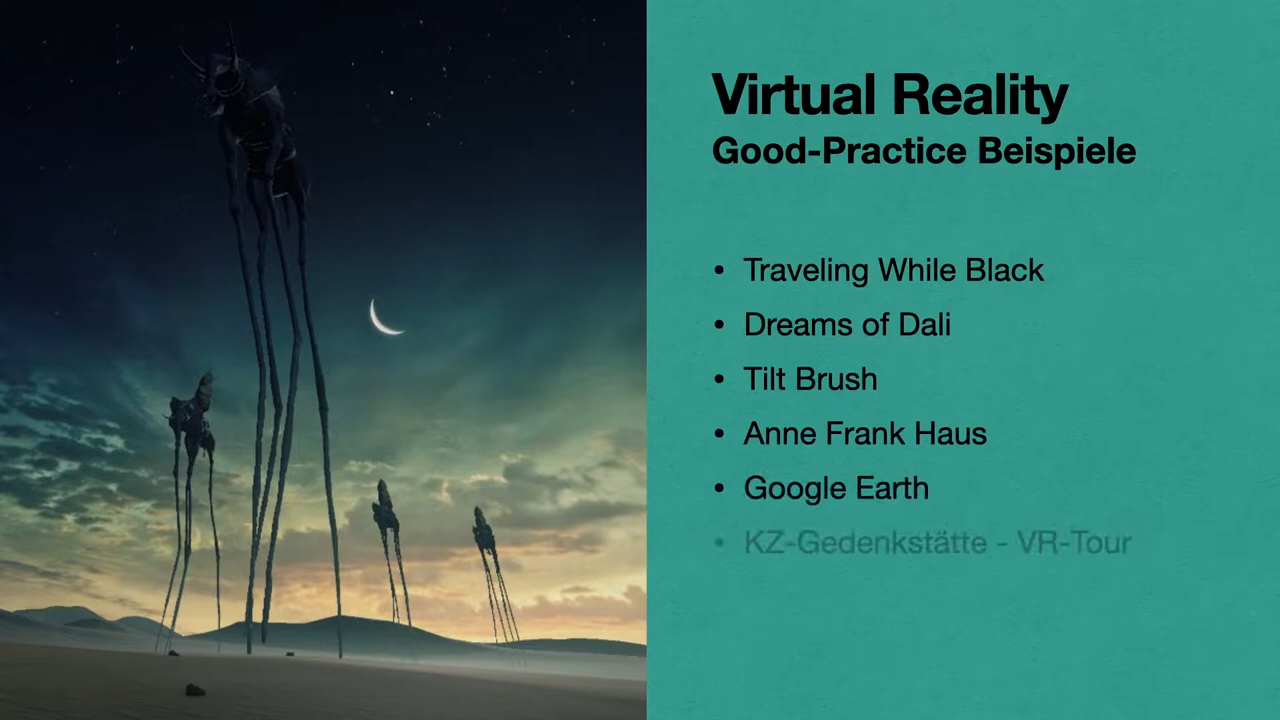 Virtual Reality
Good-Practice Beispiele
• Traveling While Black
• Dreams of Dali
• Tilt Brush
• Anne Frank Haus
• Google Earth
• KZ-Gedenkstätte - VR-Tour